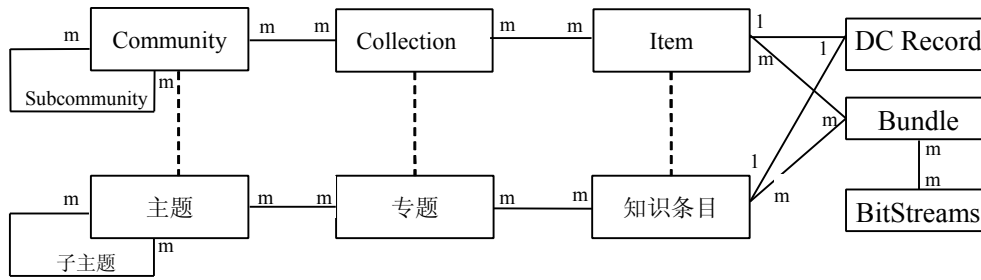 m Community m m Collection m m Item 1 1 DC Record
m m
Subcommunity
m Bundle
m
m
1
m 主题 m m 专题 m m 知识条目 m BitStreams
m
子主题